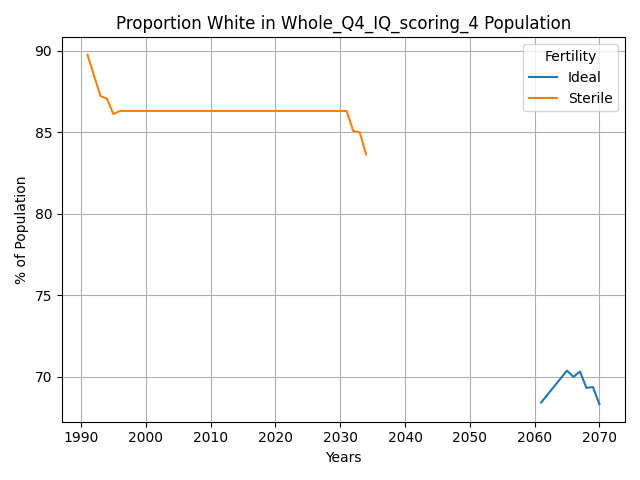 Proportion White in Whole_Q4_IQ_scoring_4 Population
Fertility
Ideal
Sterile
% of Population
90
85
80
75
70
1990 2000 2010 2020 2030 2040 2050 2060 2070
Years